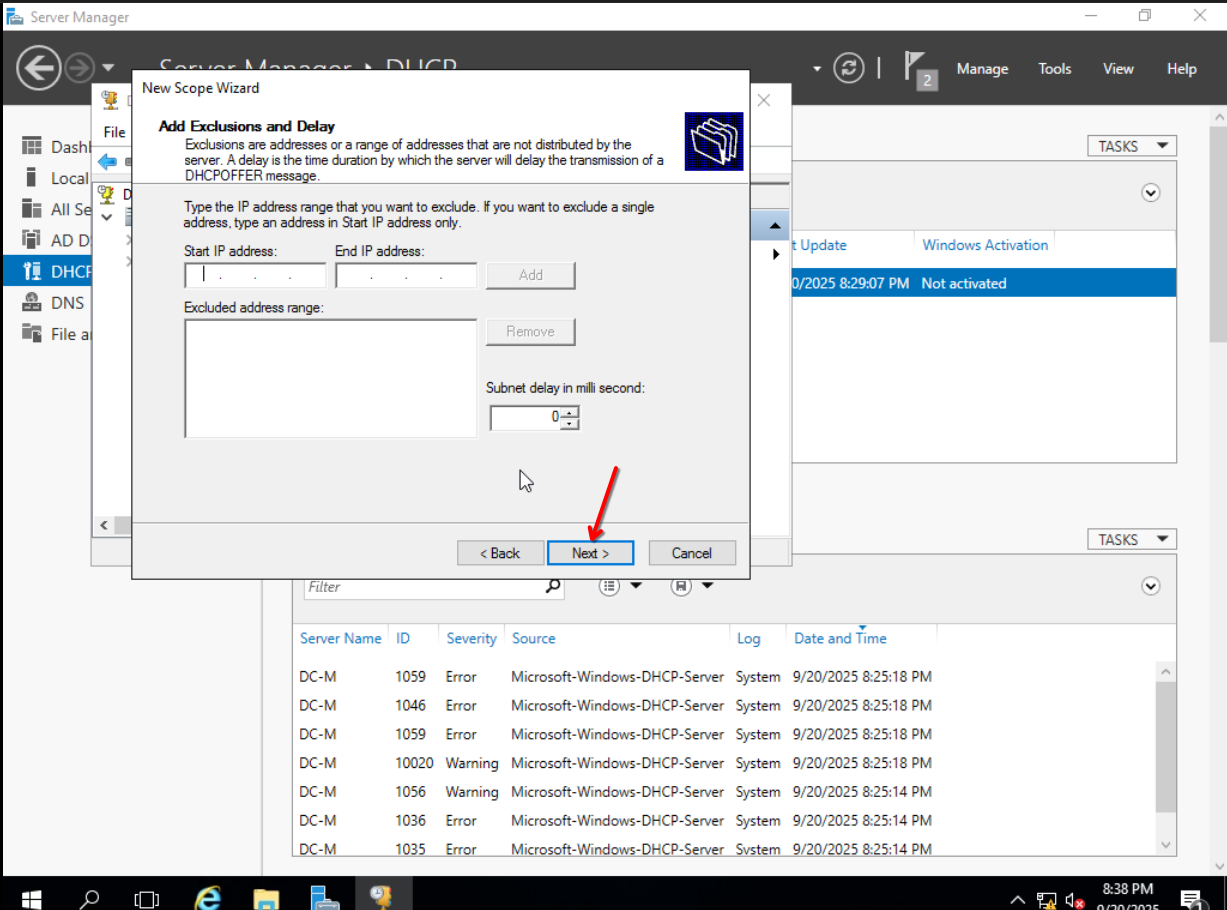 Server Manager
Server Manager • DHCP
2
Manage
Tools
View
Help
New Scope Wizard
Add Exclusions and Delay
Exclusions are addresses or a range of addresses that are not distributed by the
server. A delay is the time duration by which the server will delay the transmission of a
DHCPOFFER message.
File
Local
All Se
AD D
DHCP
DNS
File a
Type the IP address range that you want to exclude. If you want to exclude a single
address, type an address in Start IP address only.
Start IP address:
End IP address:
. . .
. . .
Add
Excluded address range:
Remove
Subnet delay in milli second:
0
< Back
Next >
Cancel
TASKS
t Update
Windows Activation
0/2025 8:29:07 PM
Not activated
TASKS
Filter
Server Name ID Severity Source Log Date and Time
DC-M 1059 Error Microsoft-Windows-DHCP-Server System 9/20/2025 8:25:18 PM
DC-M 1046 Error Microsoft-Windows-DHCP-Server System 9/20/2025 8:25:18 PM
DC-M 1059 Error Microsoft-Windows-DHCP-Server System 9/20/2025 8:25:18 PM
DC-M 10020 Warning Microsoft-Windows-DHCP-Server System 9/20/2025 8:25:18 PM
DC-M 1056 Warning Microsoft-Windows-DHCP-Server System 9/20/2025 8:25:14 PM
DC-M 1036 Error Microsoft-Windows-DHCP-Server System 9/20/2025 8:25:14 PM
DC-M 1035 Error Microsoft-Windows-DHCP-Server System 9/20/2025 8:25:14 PM
8:38 PM
9/20/2025
1